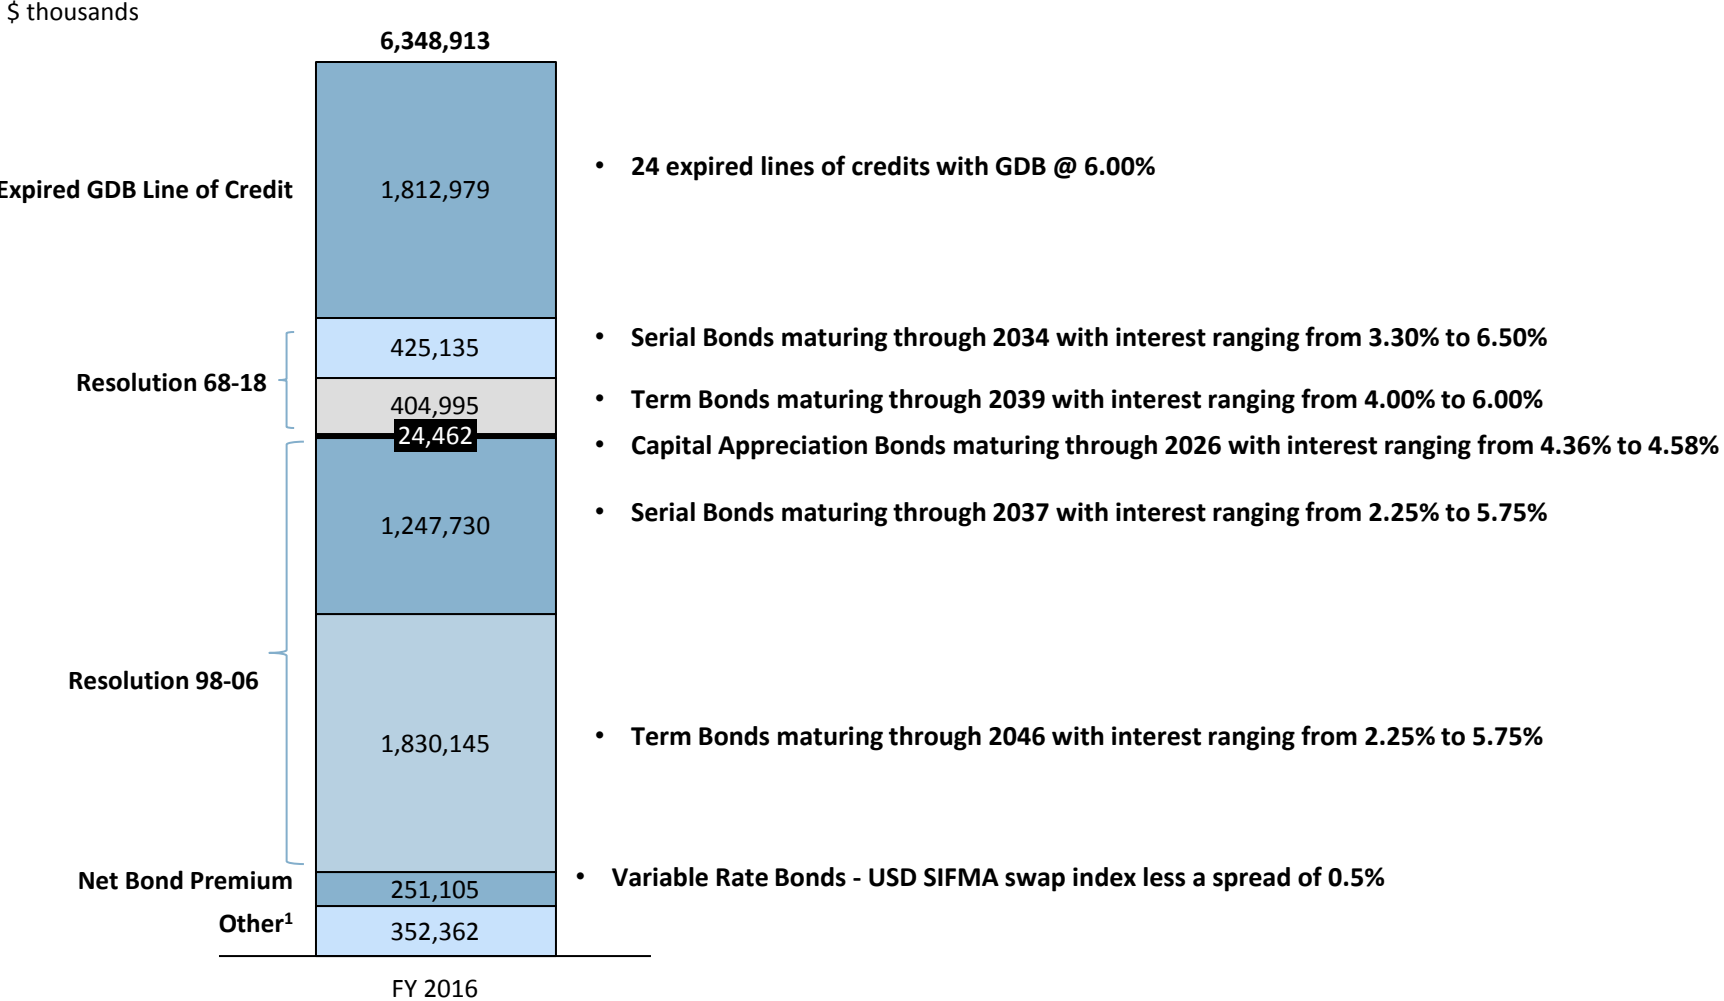 $ thousands
6,348,913
Expired GDB Line of Credit
1,812,979
• 24 expired lines of credits with GDB @ 6.00%
Resolution 68-18
425,135
• Serial Bonds maturing through 2034 with interest ranging from 3.30% to 6.50%
404,995
• Term Bonds maturing through 2039 with interest ranging from 4.00% to 6.00%
24,462
• Capital Appreciation Bonds maturing through 2026 with interest ranging from 4.36% to 4.58%
Resolution 98-06
1,247,730
• Serial Bonds maturing through 2037 with interest ranging from 2.25% to 5.75%
1,830,145
• Term Bonds maturing through 2046 with interest ranging from 2.25% to 5.75%
Net Bond Premium
251,105
• Variable Rate Bonds - USD SIFMA swap index less a spread of 0.5%
Other¹
352,362
FY 2016